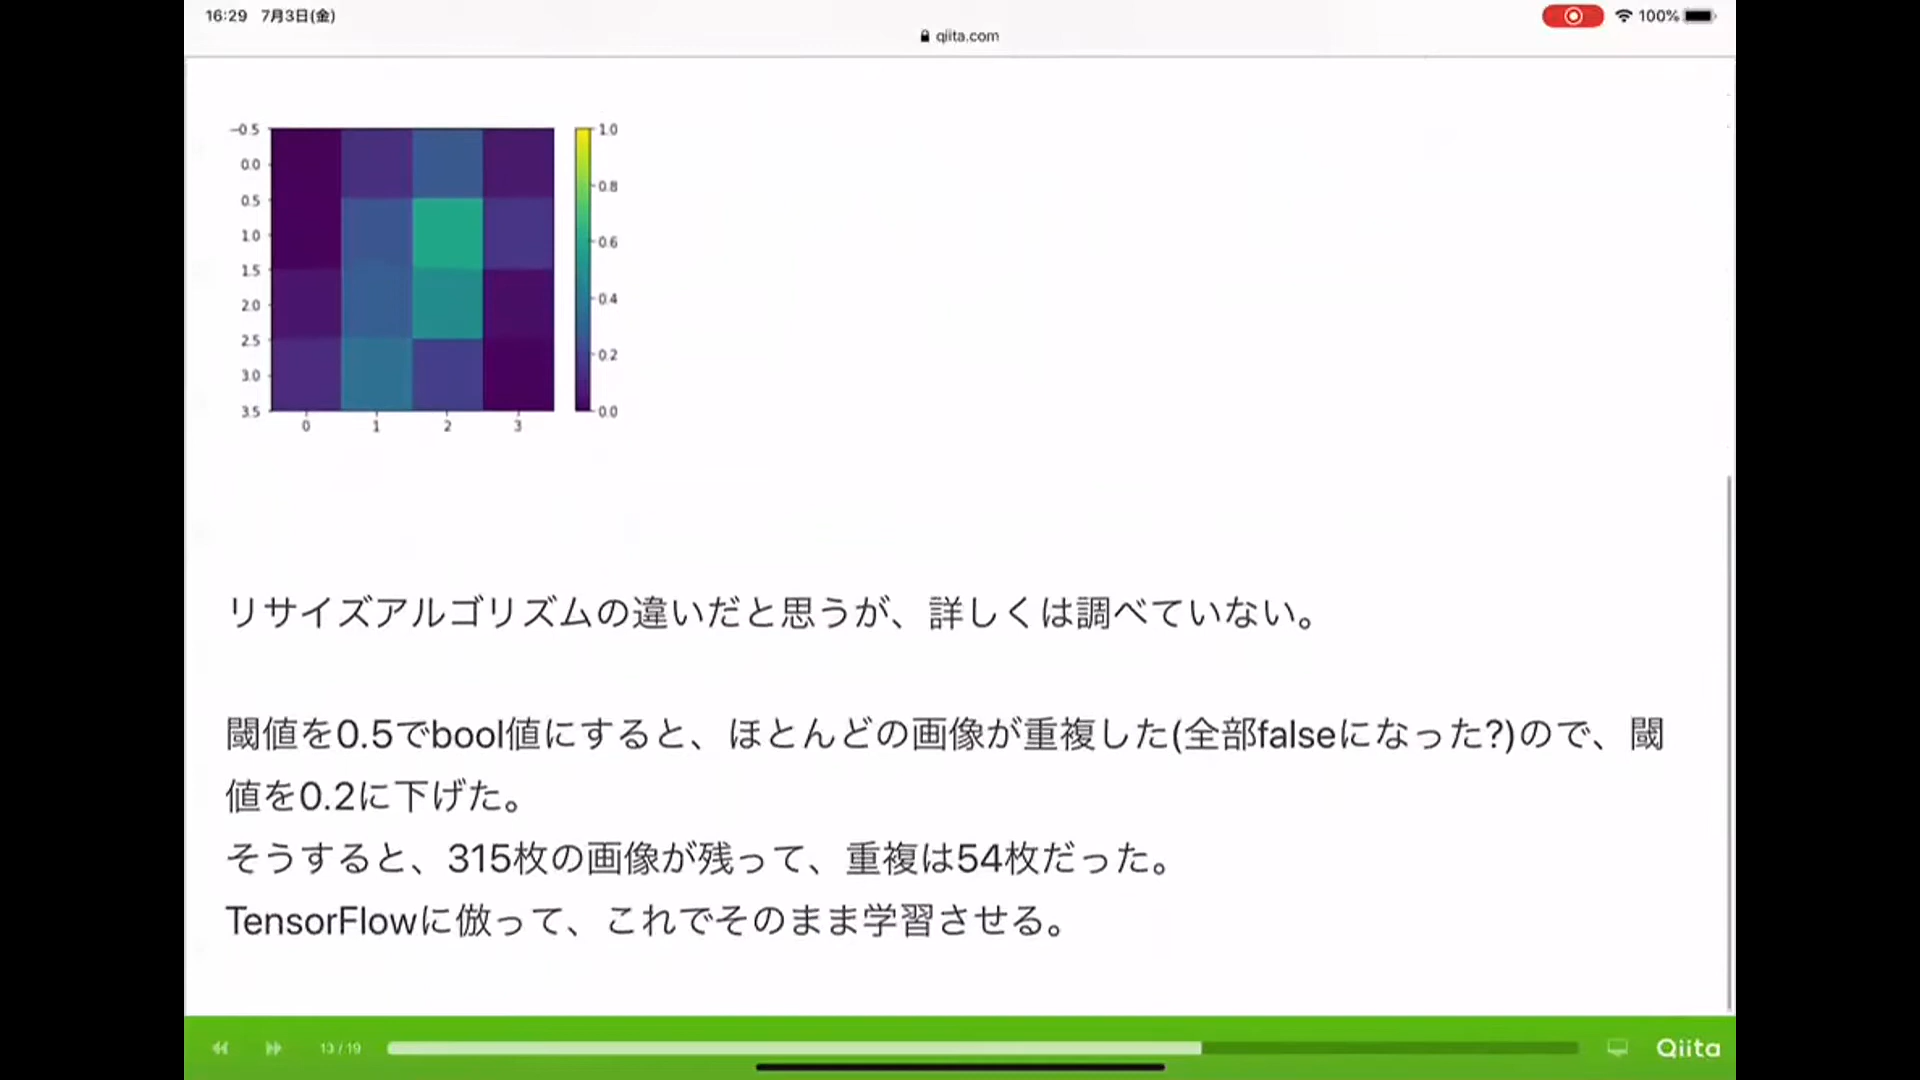 16:29 7月3日(金)
100%
qiita.com
−0.5
0.0
0.5
1.0
1.5
2.0
2.5
3.0
3.5
0 1 2 3
1.0
0.8
0.6
0.4
0.2
0.0
リサイズアルゴリズムの違いだと思うが、詳しくは調べていない。
閾値を0.5でbool値にすると、ほとんどの画像が重複した(全部falseになった?)ので、閾
値を0.2に下げた。
そうすると、315枚の画像が残って、重複は54枚だった。
TensorFlowに倣って、これでそのまま学習させる。
13 / 19
Qiita